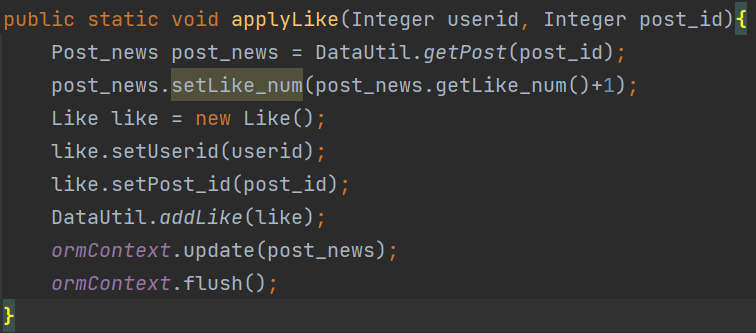 public static void applyLike(Integer userid, Integer post_id){
    Post_news post_news = DataUtil.getPost(post_id);
    post_news.setLike_num(post_news.getLike_num()+1);
    Like like = new Like();
    like.setUserid(userid);
    like.setPost_id(post_id);
    DataUtil.addLike(like);
    ormContext.update(post_news);
    ormContext.flush();
}